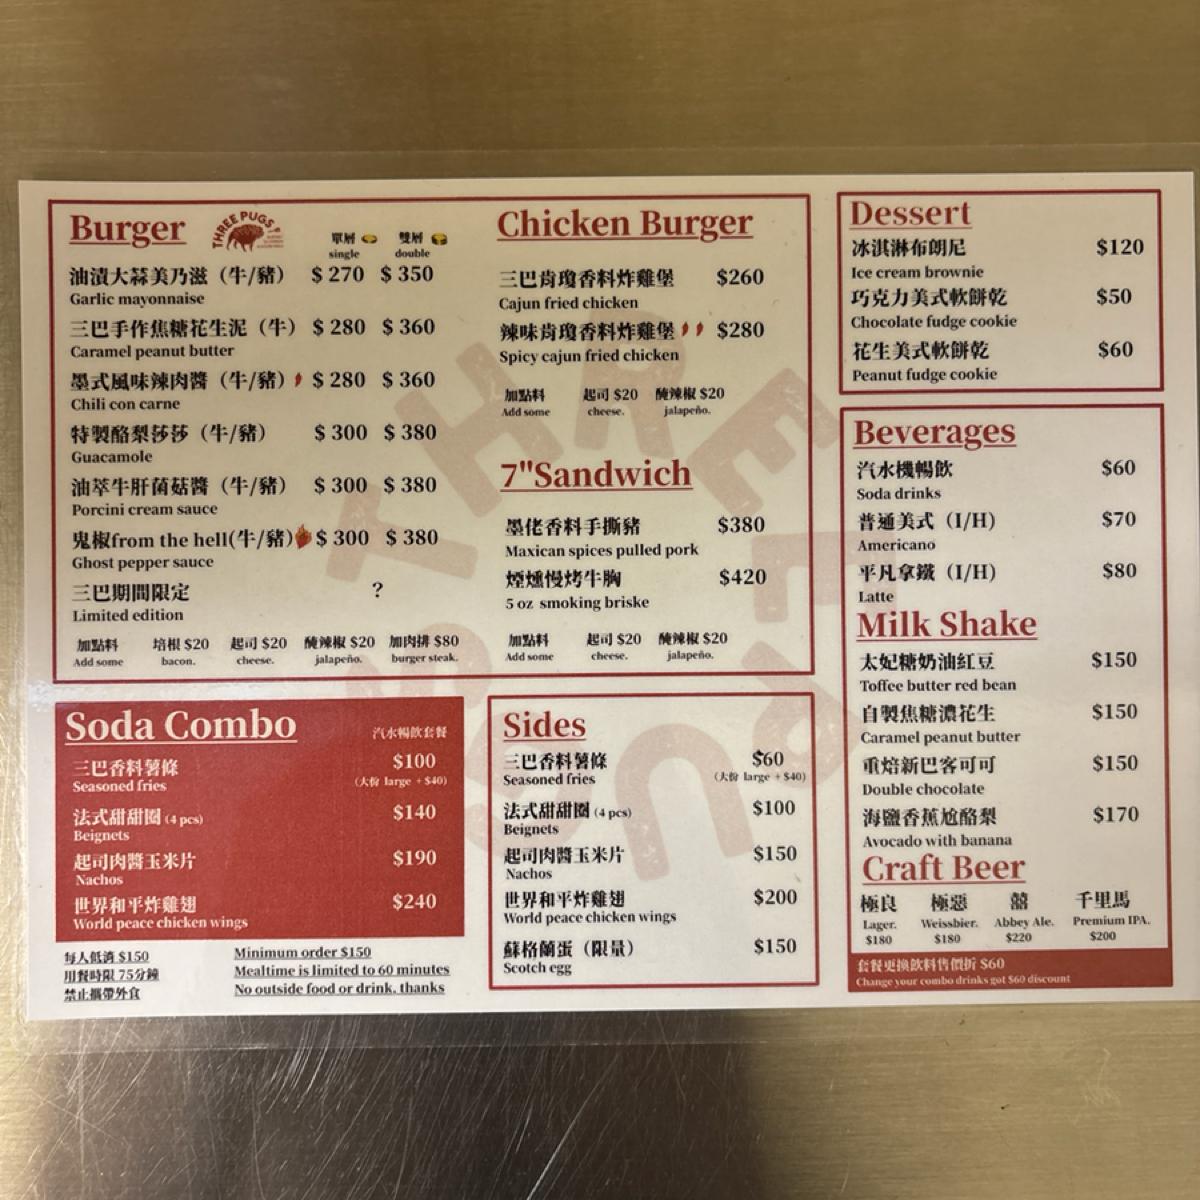 Burger
THREE PUGS
單層 雙層
single double
油漬大蒜美乃滋（牛/豬） $ 270 $ 350
Garlic mayonnaise
三巴手作焦糖花生泥（牛） $ 280 $ 360
Caramel peanut butter
墨式風味辣肉醬（牛/豬） $ 280 $ 360
Chili con carne
特製酪梨莎莎（牛/豬） $ 300 $ 380
Guacamole
油萃牛肝菌菇醬（牛/豬） $ 300 $ 380
Porcini cream sauce
鬼椒from the hell(牛/豬) $ 300 $ 380
Ghost pepper sauce
三巴期間限定 ?
Limited edition
加點料 培根 $20 起司 $20 醃辣椒 $20 加肉排 $80
Add some bacon. cheese. jalapeño. burger steak.
Chicken Burger
三巴肯瓊香料炸雞堡 $260
Cajun fried chicken
辣味肯瓊香料炸雞堡 $280
Spicy cajun fried chicken
加點料 起司 $20 醃辣椒 $20
Add some cheese. jalapeño.
7"Sandwich
墨佬香料手撕豬 $380
Maxican spices pulled pork
煙燻慢烤牛胸 $420
5 oz smoking briske
加點料 起司 $20 醃辣椒 $20
Add some cheese. jalapeño.
Soda Combo 汽水暢飲套餐
三巴香料薯條 $100
Seasoned fries (大份 large + $40)
法式甜甜圈 (4 pcs) $140
Beignets
起司肉醬玉米片 $190
Nachos
世界和平炸雞翅 $240
World peace chicken wings
每人低消 $150
用餐時限 75分鐘
禁止攜帶外食
Minimum order $150
Mealtime is limited to 60 minutes
No outside food or drink, thanks
Sides
三巴香料薯條 $60
Seasoned fries (大份 large + $40)
法式甜甜圈 (4 pcs) $100
Beignets
起司肉醬玉米片 $150
Nachos
世界和平炸雞翅 $200
World peace chicken wings
蘇格蘭蛋（限量） $150
Scotch egg
Dessert
冰淇淋布朗尼 $120
Ice cream brownie
巧克力美式軟餅乾 $50
Chocolate fudge cookie
花生美式軟餅乾 $60
Peanut fudge cookie
Beverages
汽水機暢飲 $60
Soda drinks
普通美式（I/H） $70
Americano
平凡拿鐵（I/H） $80
Latte
Milk Shake
太妃糖奶油紅豆 $150
Toffee butter red bean
自製焦糖濃花生 $150
Caramel peanut butter
重焙新巴客可可 $150
Double chocolate
海鹽香蕉尬酪梨 $170
Avocado with banana
Craft Beer
極良 極惡 囍 千里馬
Lager. Weissbier. Abbey Ale. Premium IPA.
$180 $180 $220 $200
套餐更換飲料售價折 $60
Change your combo drinks got $60 discount